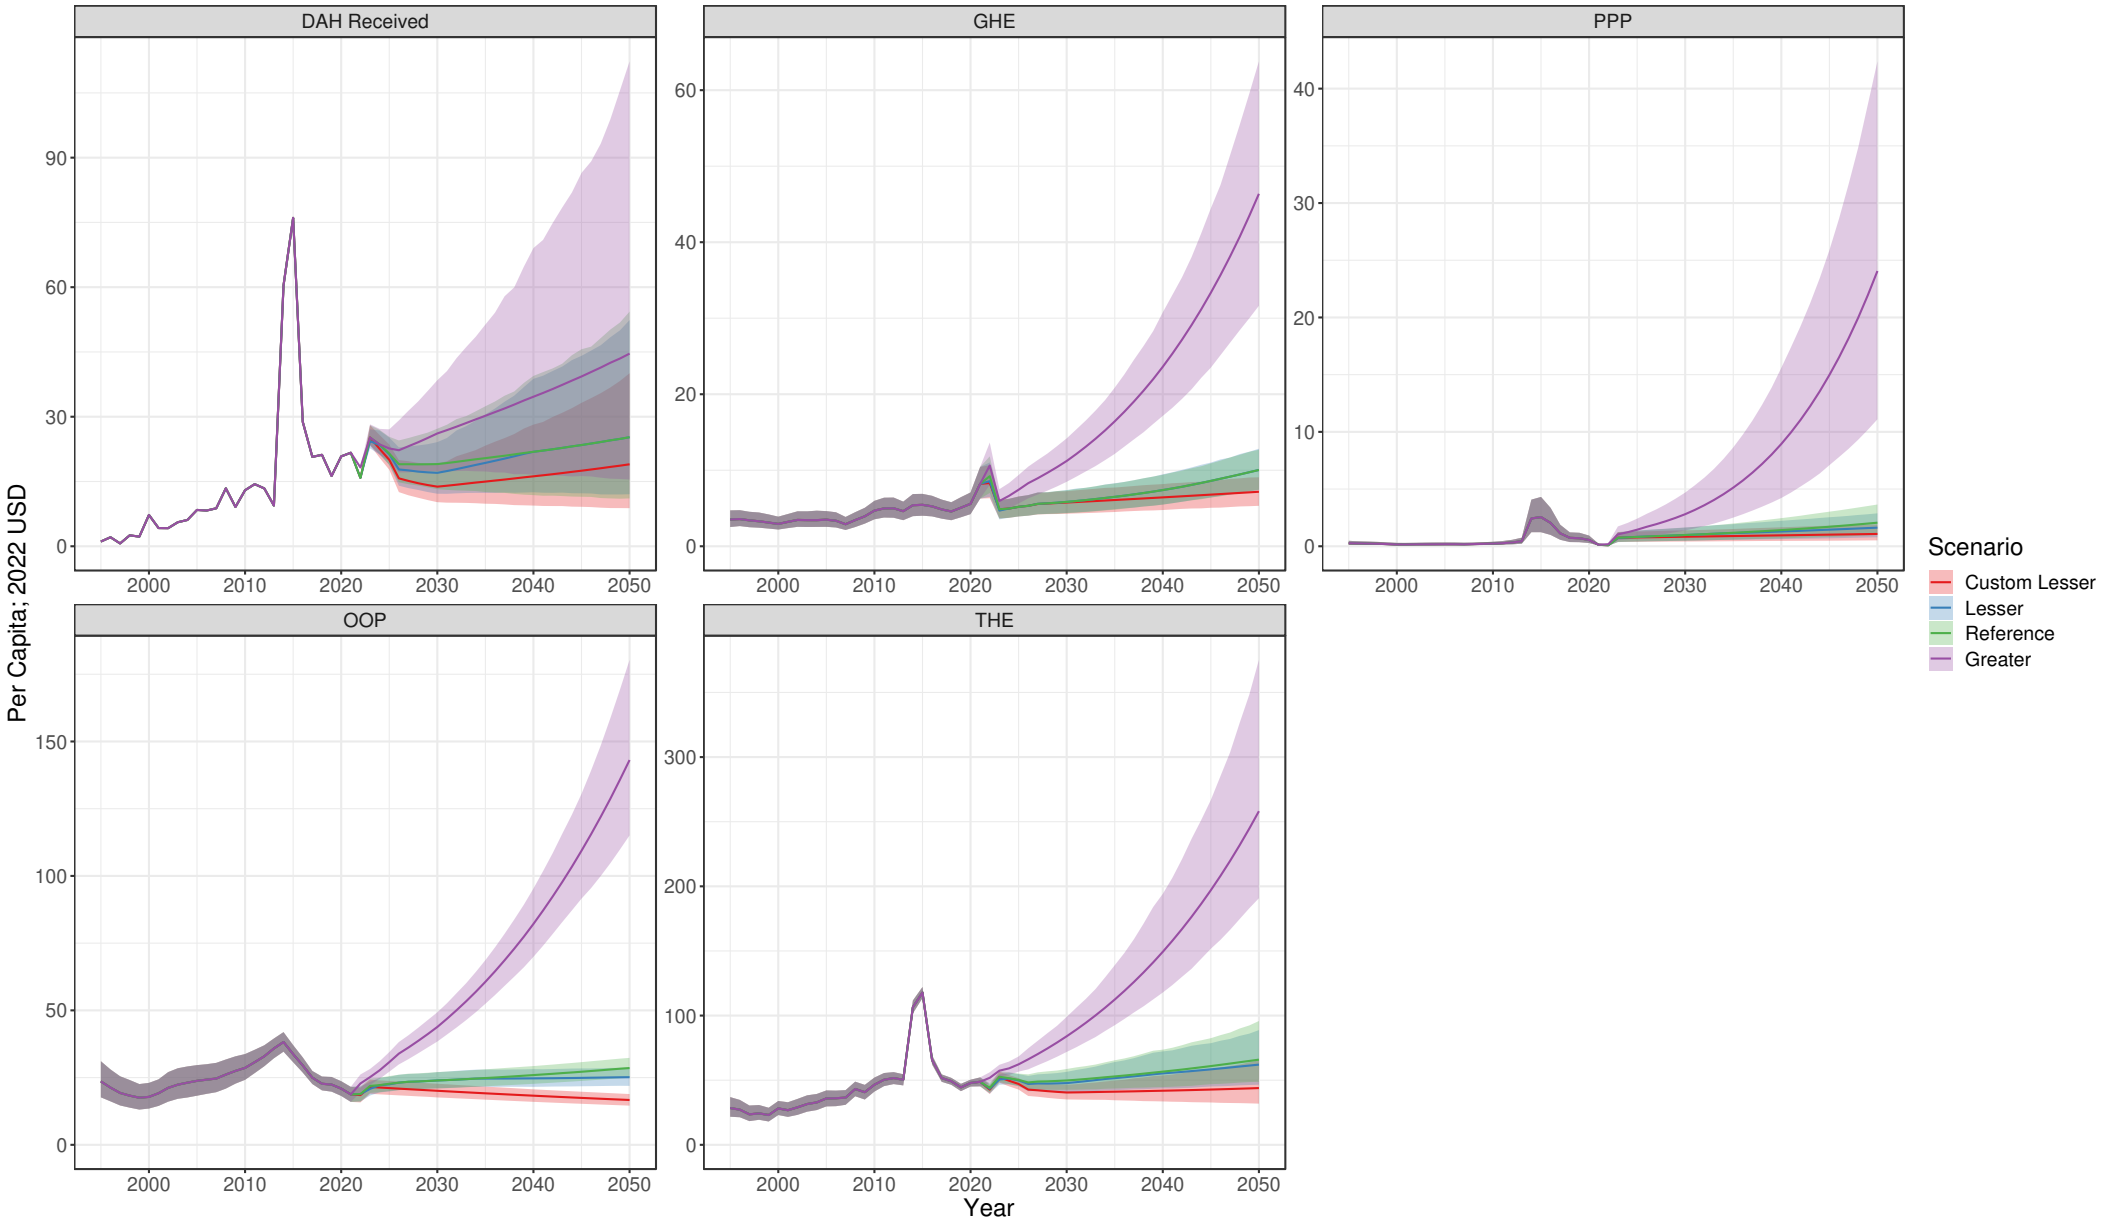 DAH Received
GHE
PPP
90
60
30
0
60
40
20
0
40
30
20
10
0
2000 2010 2020 2030 2040 2050
2000 2010 2020 2030 2040 2050
2000 2010 2020 2030 2040 2050
Per Capita; 2022 USD
OOP
THE
150
100
50
0
300
200
100
0
2000 2010 2020 2030 2040 2050
2000 2010 2020 2030 2040 2050
Year
Scenario
Custom Lesser
Lesser
Reference
Greater